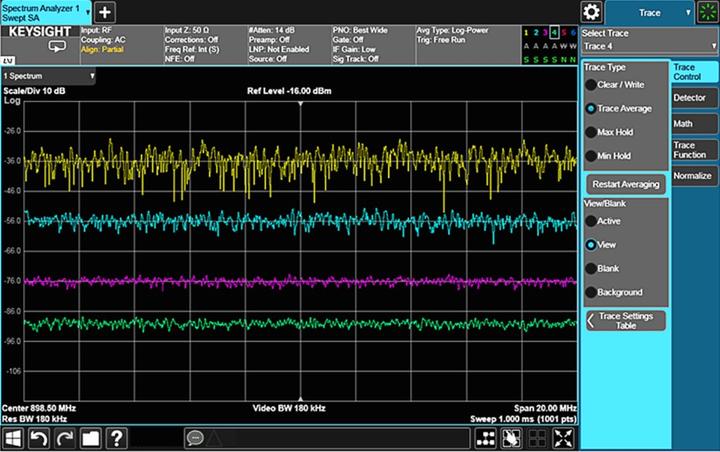 Spectrum Analyzer 1
Swept SA
+
Trace
KEYSIGHT
Input: RF
Coupling: AC
Align: Partial
Input Z: 50 Ω
Corrections: Off
Freq Ref: Int (S)
NFE: Off
#Atten: 14 dB
Preamp: Off
LNP: Not Enabled
Source: Off
PNO: Best Wide
Gate: Off
IF Gain: Low
Sig Track: Off
Avg Type: Log-Power
Trig: Free Run
1 2 3 4 5 6
A A A A W W
S S S S N N
LXI
Select Trace
Trace 4
1 Spectrum
Scale/Div 10 dB
Ref Level -16.00 dBm
Log
-26.0
-36.0
-46.0
-56.0
-66.0
-76.0
-86.0
-96.0
-106
Center 898.50 MHz
Video BW 180 kHz
Span 20.00 MHz
Res BW 180 kHz
Sweep 1.000 ms (1001 pts)
Trace Type
Clear / Write
Trace Average
Max Hold
Min Hold
Restart Averaging
View/Blank
Active
View
Blank
Background
Trace Settings
Table
Trace
Control
Detector
Math
Trace
Function
Normalize
?